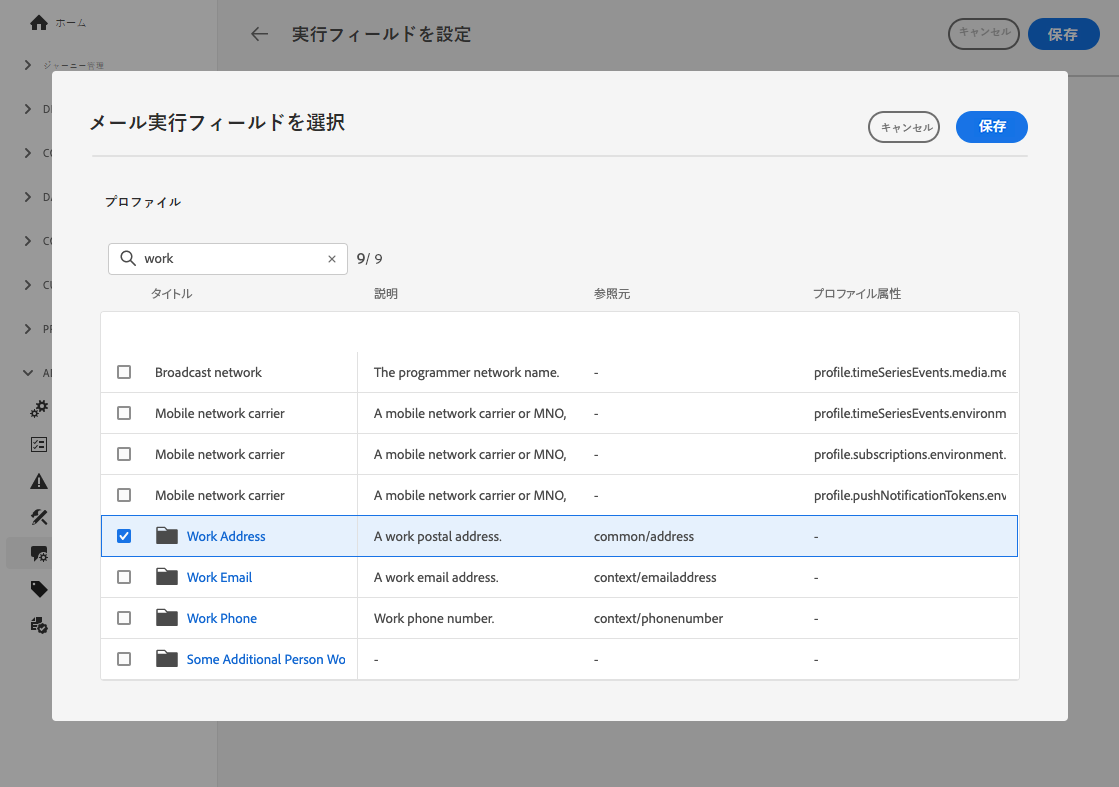 ホーム
実行フィールドを設定
キャンセル
保存
ジャーニー管理
メール実行フィールドを選択
キャンセル
保存
プロファイル
work
9/ 9
タイトル 説明 参照元 プロファイル属性
Broadcast network The programmer network name. - profile.timeSeriesEvents.media.me
Mobile network carrier A mobile network carrier or MNO, - profile.timeSeriesEvents.environm
Mobile network carrier A mobile network carrier or MNO, - profile.subscriptions.environment.
Mobile network carrier A mobile network carrier or MNO, - profile.pushNotificationTokens.env
Work Address A work postal address. common/address -
Work Email A work email address. context/emailaddress -
Work Phone Work phone number. context/phonenumber -
Some Additional Person Wo - - -